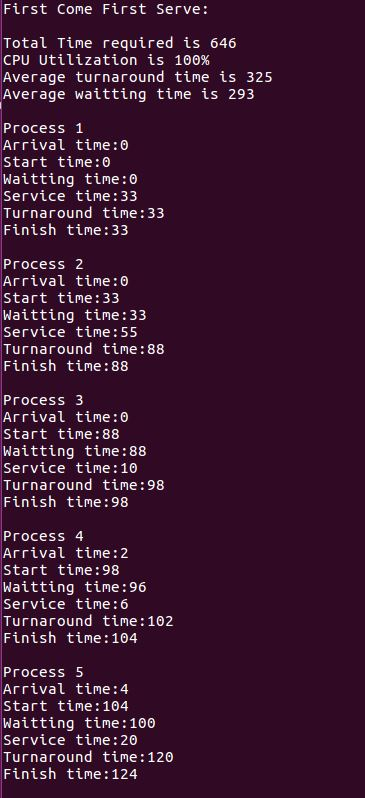 First Come First Serve:
Total Time required is 646
CPU Utilization is 100%
Average turnaround time is 325
Average waitting time is 293
Process 1
Arrival time:0
Start time:0
Waitting time:0
Service time:33
Turnaround time:33
Finish time:33
Process 2
Arrival time:0
Start time:33
Waitting time:33
Service time:55
Turnaround time:88
Finish time:88
Process 3
Arrival time:0
Start time:88
Waitting time:88
Service time:10
Turnaround time:98
Finish time:98
Process 4
Arrival time:2
Start time:98
Waitting time:96
Service time:6
Turnaround time:102
Finish time:104
Process 5
Arrival time:4
Start time:104
Waitting time:100
Service time:20
Turnaround time:120
Finish time:124